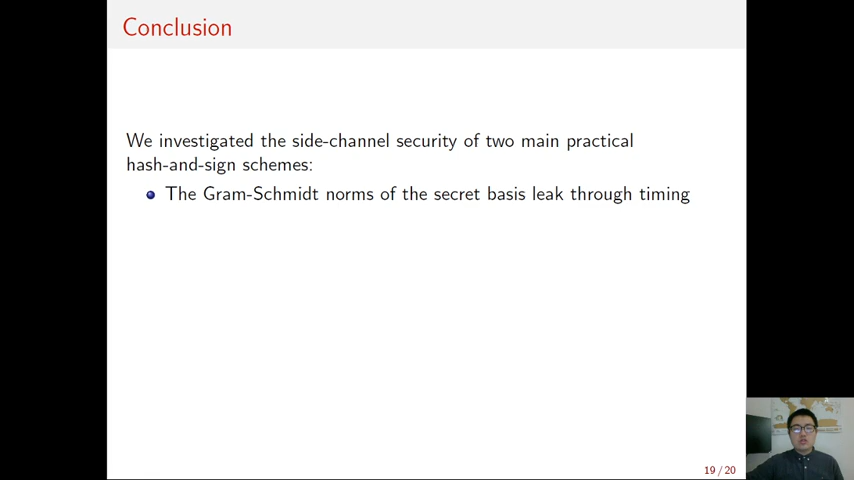 Conclusion
We investigated the side-channel security of two main practical
hash-and-sign schemes:
The Gram-Schmidt norms of the secret basis leak through timing
19 / 20